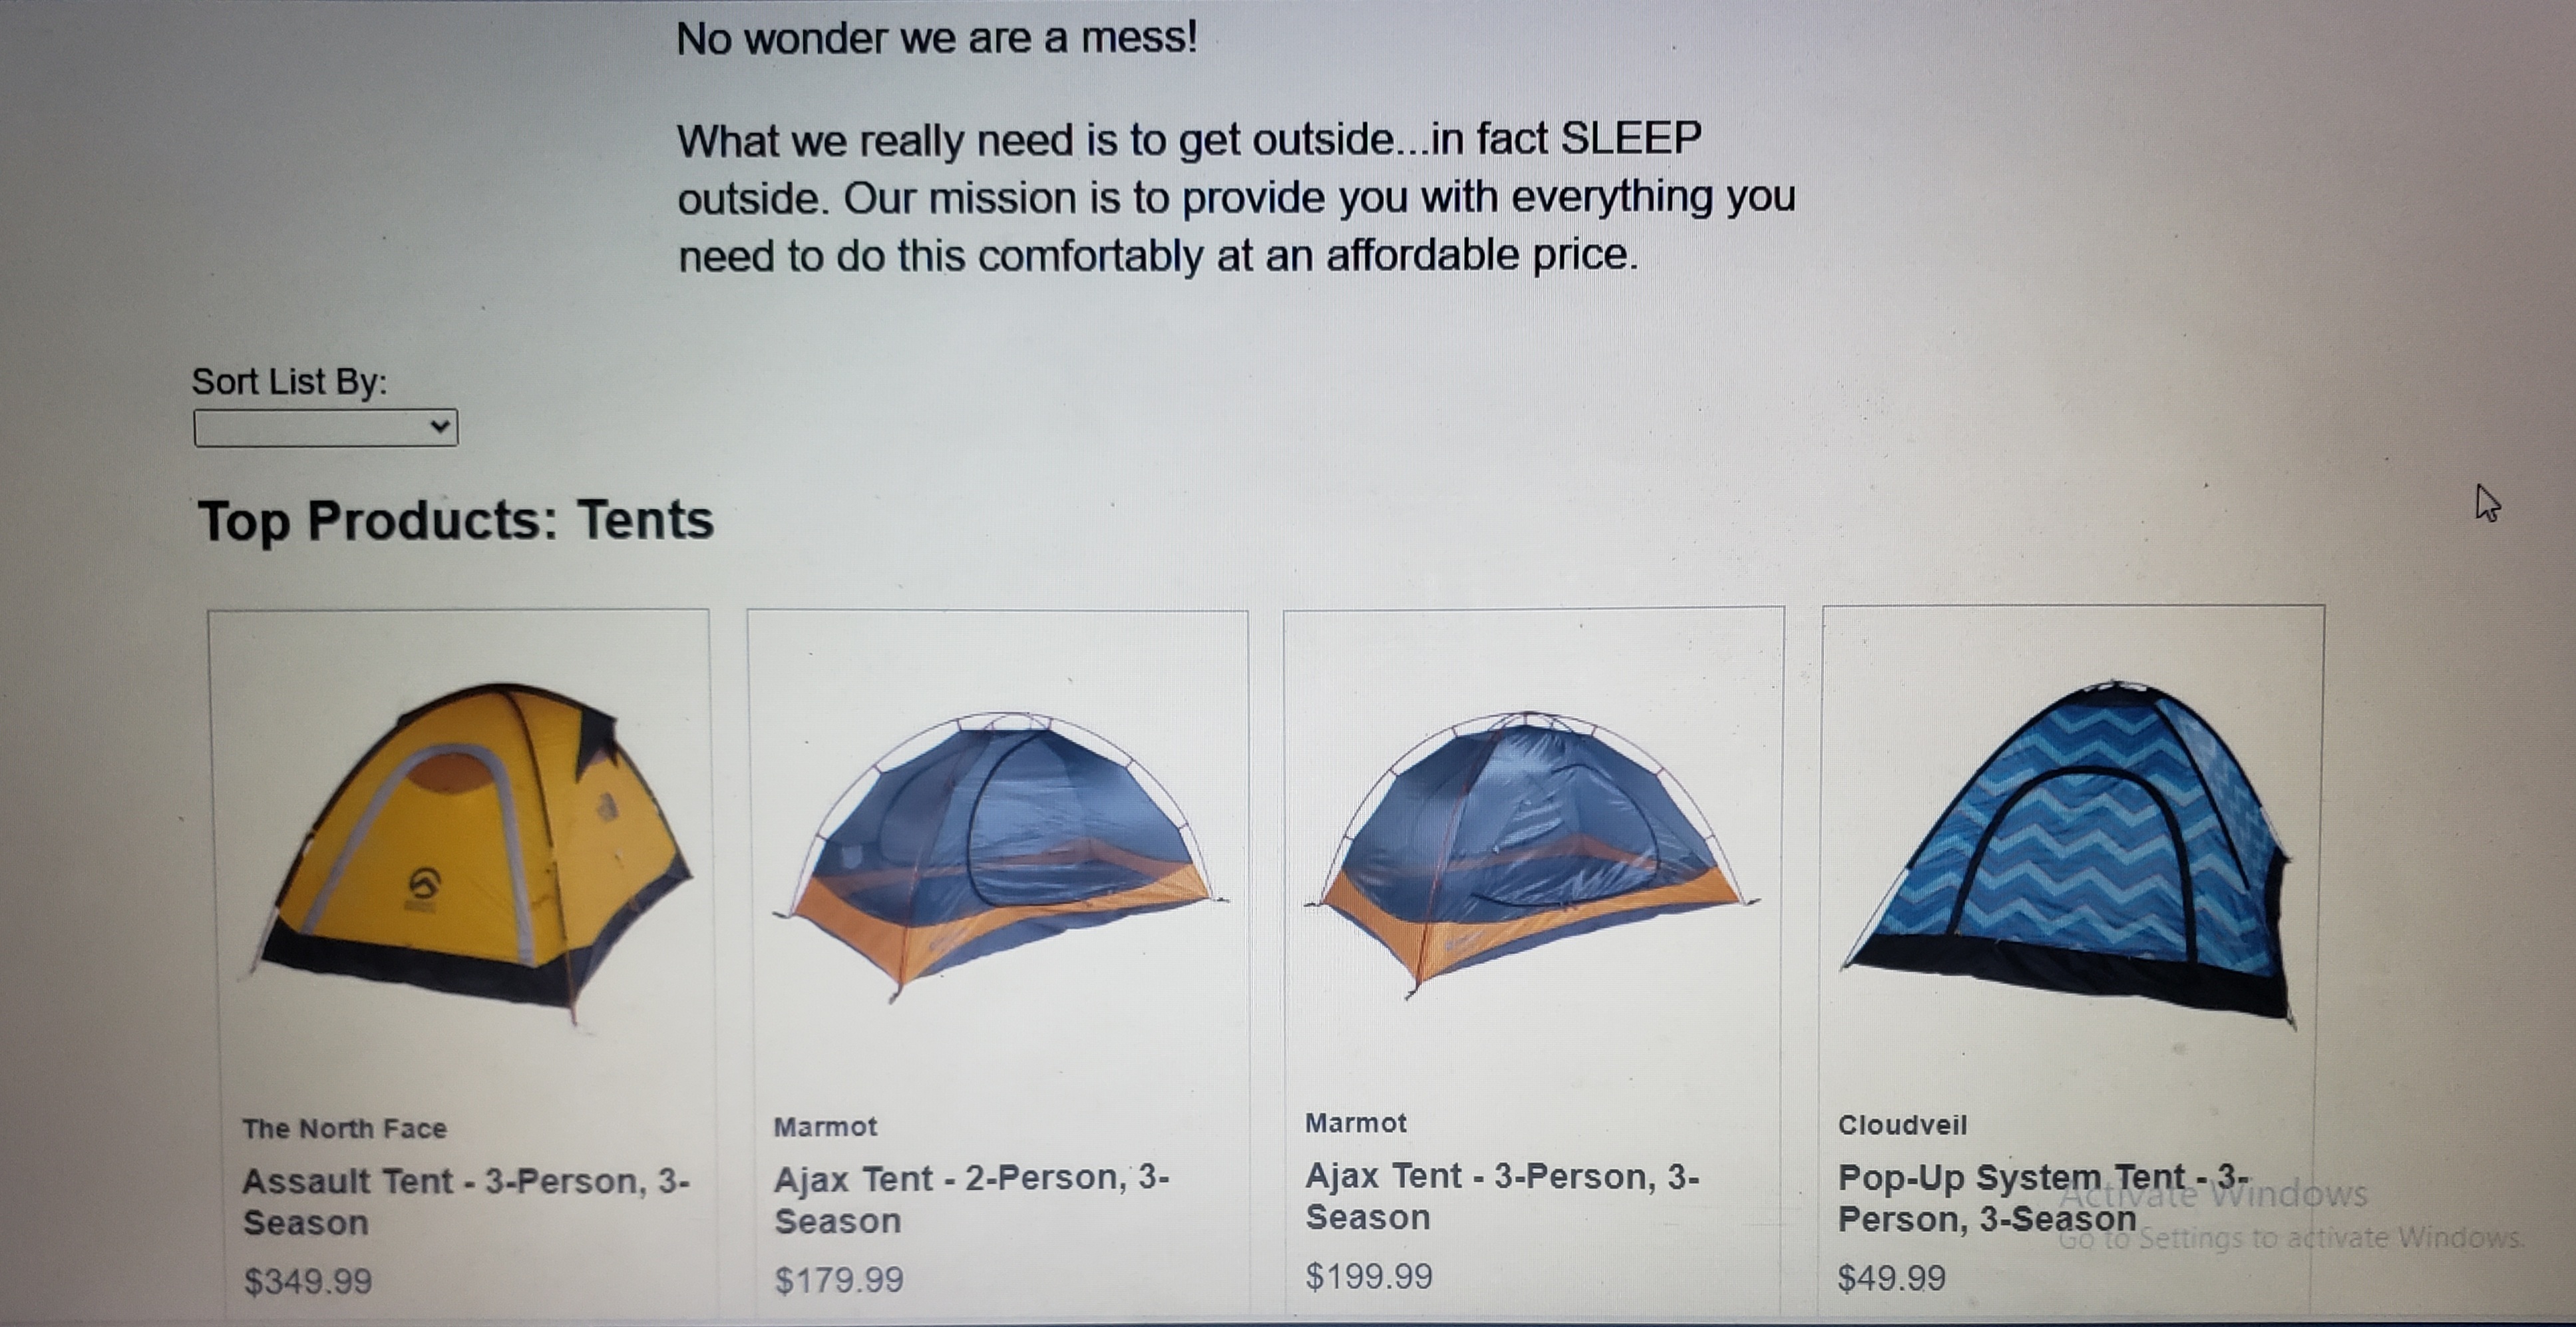 No wonder we are a mess!
What we really need is to get outside...in fact SLEEP
outside. Our mission is to provide you with everything you
need to do this comfortably at an affordable price.
Sort List By:
Top Products: Tents
The North Face
Assault Tent - 3-Person, 3-
Season
$349.99
Marmot
Ajax Tent - 2-Person, 3-
Season
$179.99
Marmot
Ajax Tent - 3-Person, 3-
Season
$199.99
Cloudveil
Pop-Up System Tent - 3-
Person, 3-Season
$49.99
Activate Windows
Go to Settings to activate Windows.